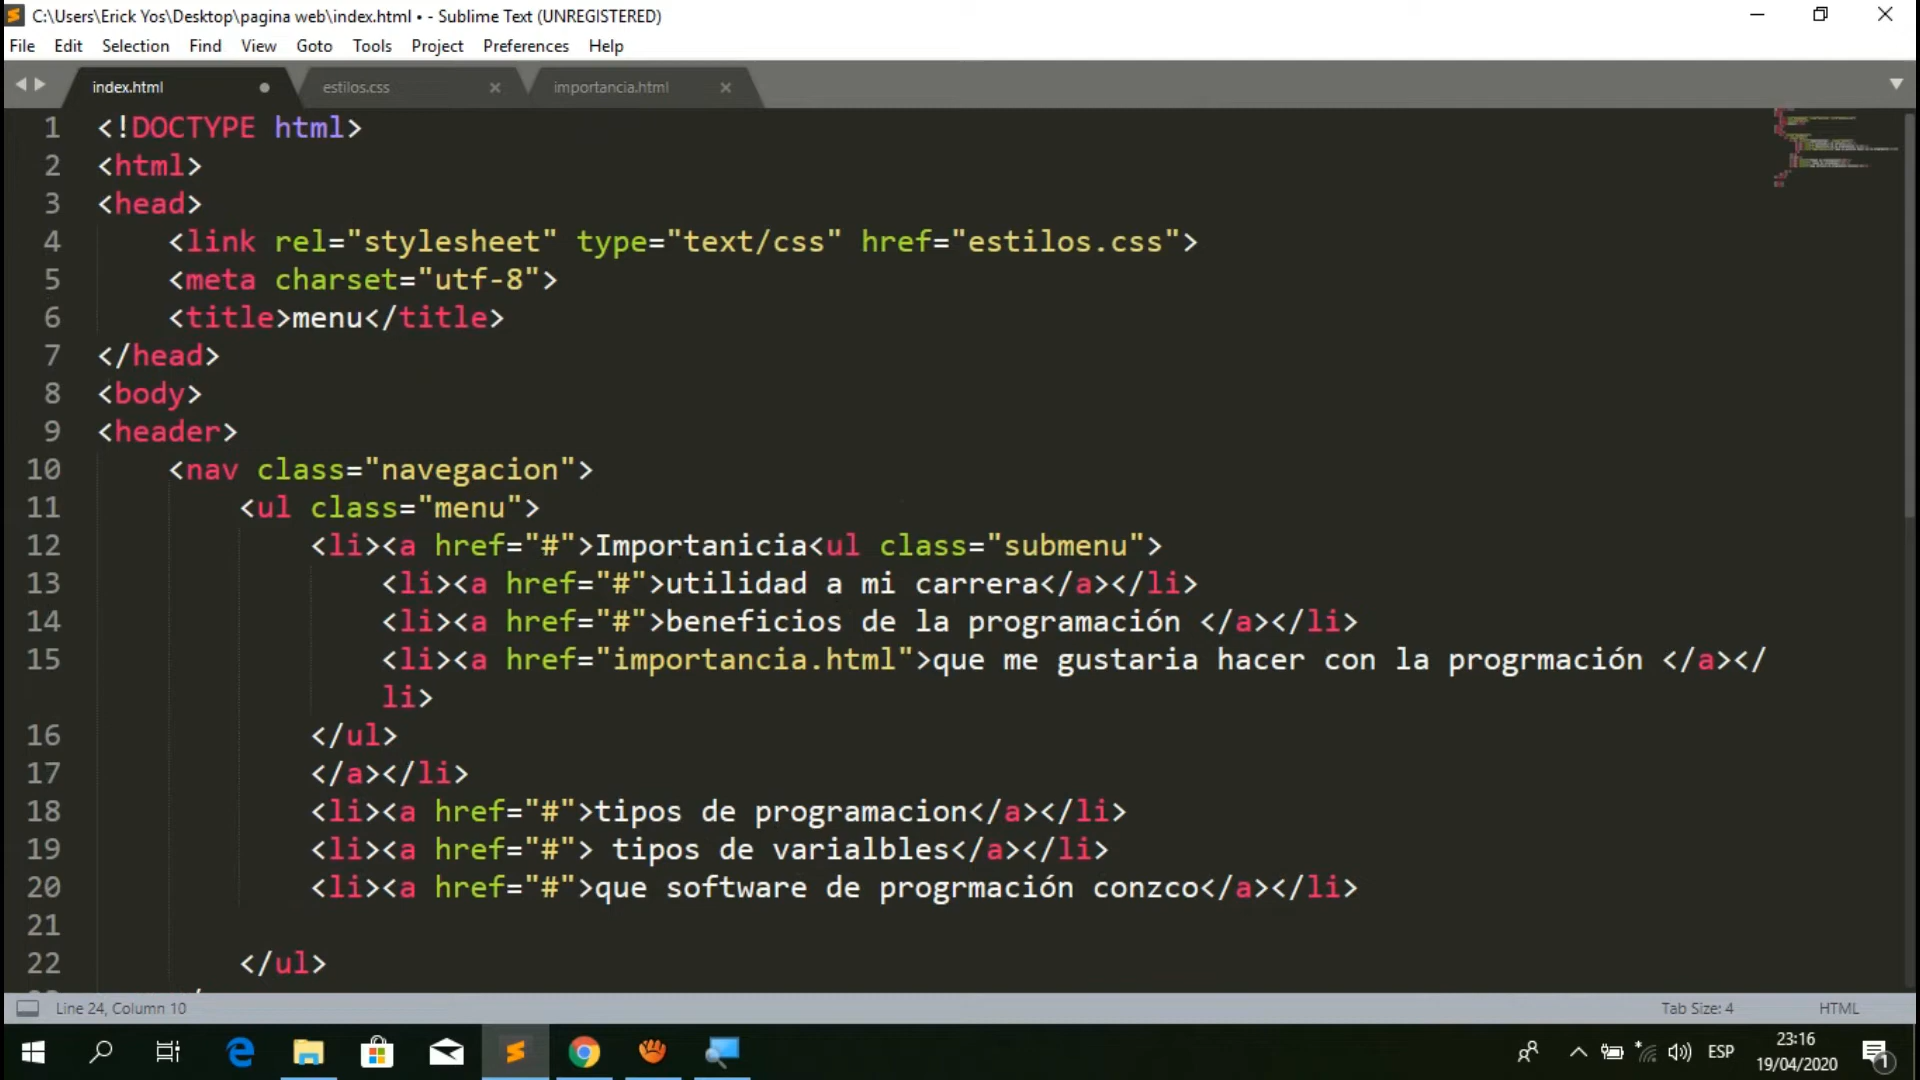 C:\Users\Erick Yos\Desktop\pagina web\index.html • - Sublime Text (UNREGISTERED)
File Edit Selection Find View Goto Tools Project Preferences Help
index.html estilos.css importancia.html
1 <!DOCTYPE html>
2 <html>
3 <head>
4 <link rel="stylesheet" type="text/css" href="estilos.css">
5 <meta charset="utf-8">
6 <title>menu</title>
7 </head>
8 <body>
9 <header>
10 <nav class="navegacion">
11 <ul class="menu">
12 <li><a href="#">Importanicia<ul class="submenu">
13 <li><a href="#">utilidad a mi carrera</a></li>
14 <li><a href="#">beneficios de la programación </a></li>
15 <li><a href="importancia.html">que me gustaria hacer con la progrmación </a></
li>
16 </ul>
17 </a></li>
18 <li><a href="#">tipos de programacion</a></li>
19 <li><a href="#"> tipos de varialbles</a></li>
20 <li><a href="#">que software de progrmación conzco</a></li>
21
22 </ul>
Line 24, Column 10 Tab Size: 4 HTML
ESP 23:16
19/04/2020 1